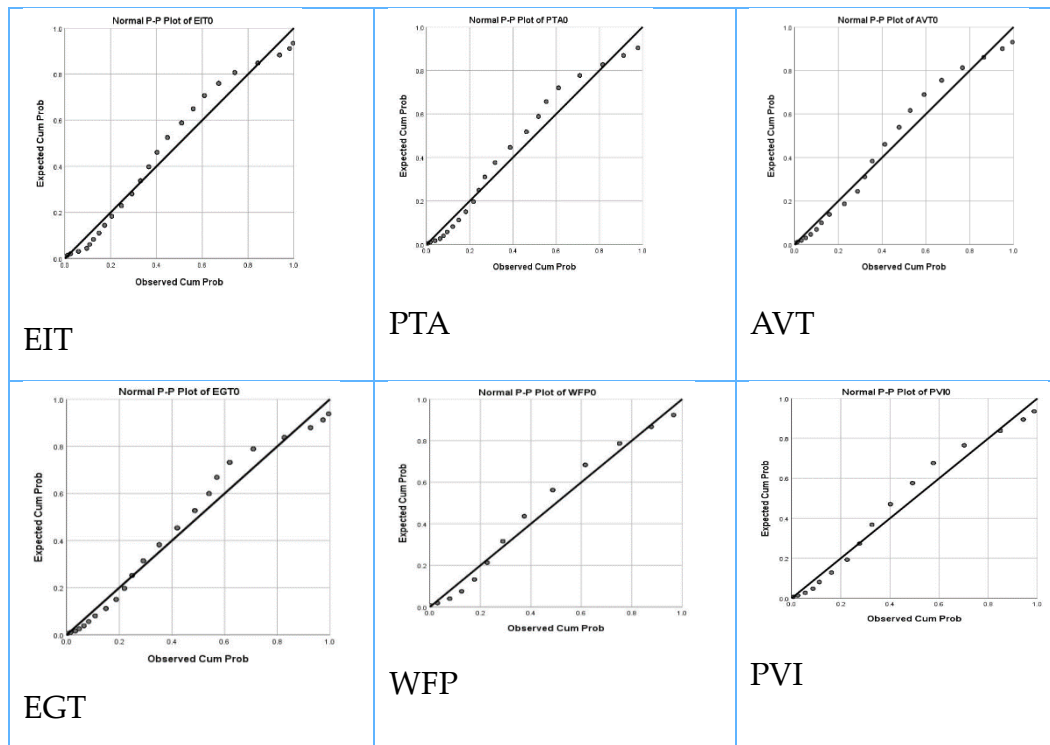 Normal P-P Plot of EIT0
Expected Cum Prob
1.0
0.8
0.6
0.4
0.2
0.0
0.0 0.2 0.4 0.6 0.8 1.0
Observed Cum Prob
EIT
Normal P-P Plot of PTA0
Expected Cum Prob
1.0
0.8
0.6
0.4
0.2
0.0
0.0 0.2 0.4 0.6 0.8 1.0
Observed Cum Prob
PTA
Normal P-P Plot of AVT0
Expected Cum Prob
1.0
0.8
0.6
0.4
0.2
0.0
0.0 0.2 0.4 0.6 0.8 1.0
Observed Cum Prob
AVT
Normal P-P Plot of EGT0
Expected Cum Prob
1.0
0.8
0.6
0.4
0.2
0.0
0.0 0.2 0.4 0.6 0.8 1.0
Observed Cum Prob
EGT
Normal P-P Plot of WFP0
Expected Cum Prob
1.0
0.8
0.6
0.4
0.2
0.0
0.0 0.2 0.4 0.6 0.8 1.0
Observed Cum Prob
WFP
Normal P-P Plot of PVI0
Expected Cum Prob
1.0
0.8
0.6
0.4
0.2
0.0
0.0 0.2 0.4 0.6 0.8 1.0
Observed Cum Prob
PVI